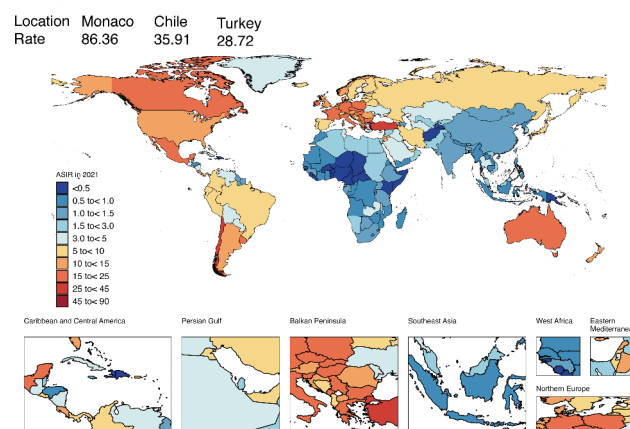 Location Monaco Chile Turkey
Rate 86.36 35.91 28.72
ASIR in 2021
<0.5
0.5 to< 1.0
1.0 to< 1.5
1.5 to< 3.0
3.0 to< 5
5 to< 10
10 to< 15
15 to< 25
25 to< 45
45 to< 90
Caribbean and Central America
Persian Gulf
Balkan Peninsula
Southeast Asia
West Africa
Eastern
Mediterranea
Northern Europe